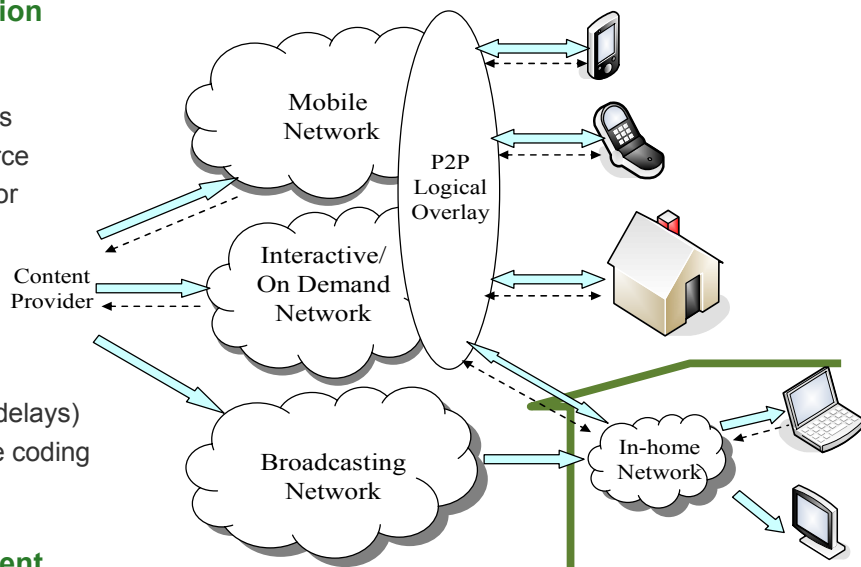 ion
s
rce
or
delays)
e coding
ent
Content
Provider
Mobile
Network
Interactive/
On Demand
Network
Broadcasting
Network
P2P
Logical
Overlay
In-home
Network